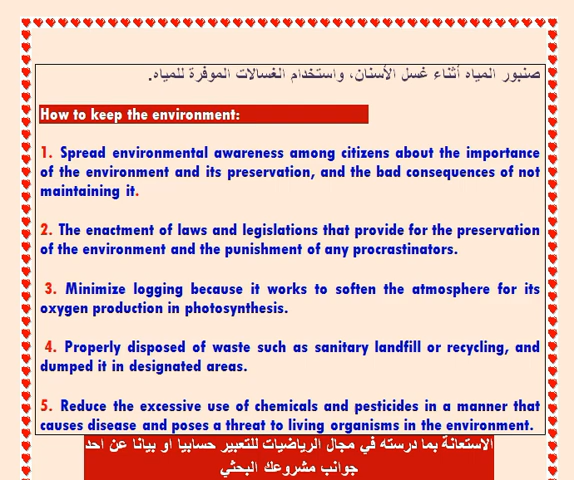 صنبور المياه أثناء غسل الأسنان، واستخدام الغسالات الموفرة للمياه.
How to keep the environment:
1. Spread environmental awareness among citizens about the importance
of the environment and its preservation, and the bad consequences of not
maintaining it.
2. The enactment of laws and legislations that provide for the preservation
of the environment and the punishment of any procrastinators.
3. Minimize logging because it works to soften the atmosphere for its
oxygen production in photosynthesis.
4. Properly disposed of waste such as sanitary landfill or recycling, and
dumped it in designated areas.
5. Reduce the excessive use of chemicals and pesticides in a manner that
causes disease and poses a threat to living organisms in the environment.
الاستعانة بما درسته في مجال الرياضيات للتعبير حسابيا او بيانا عن احد
جوانب مشروعك البحثي